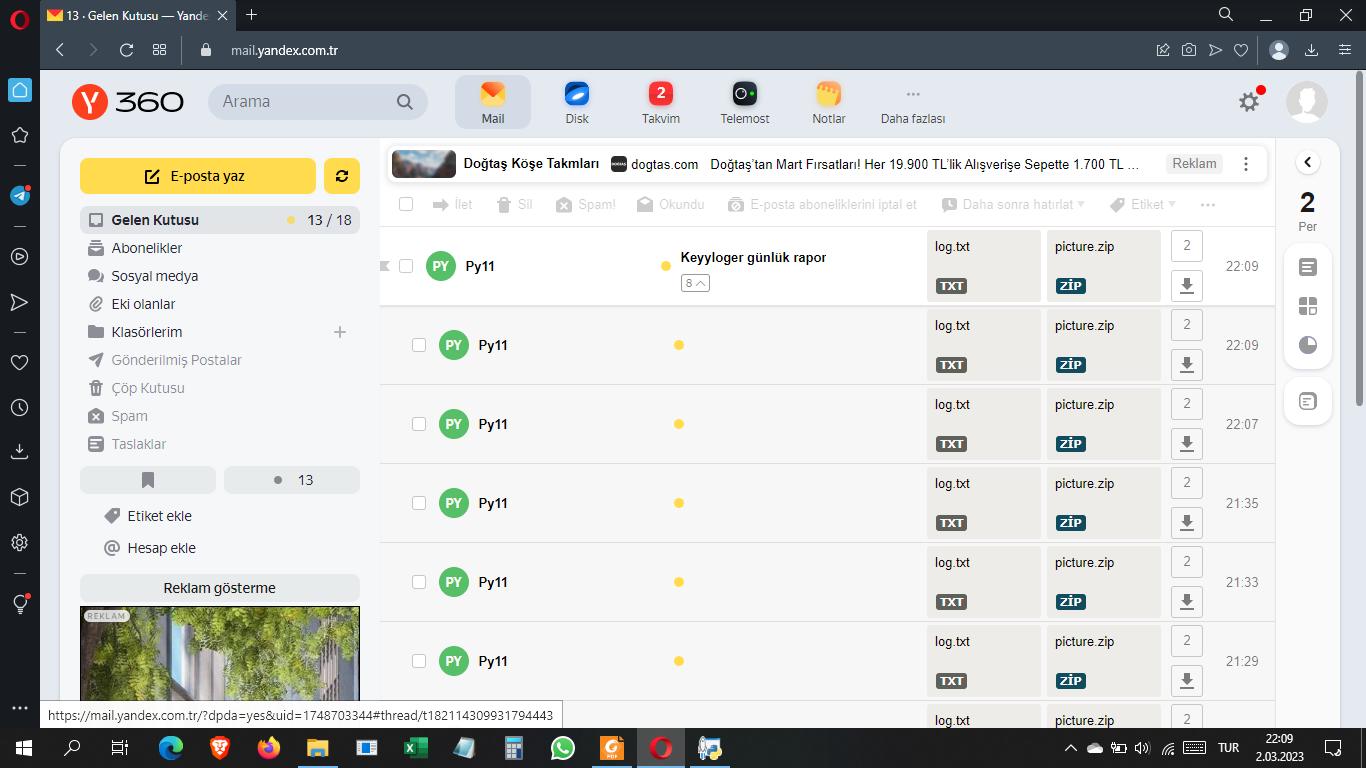 13 · Gelen Kutusu — Yande
mail.yandex.com.tr
Y 360
Arama
Mail
Disk
2
Takvim
Telemost
Notlar
Daha fazlası
E-posta yaz
Gelen Kutusu 13 / 18
Abonelikler
Sosyal medya
Eki olanlar
Klasörlerim
Gönderilmiş Postalar
Çöp Kutusu
Spam
Taslaklar
13
Etiket ekle
Hesap ekle
Reklam gösterme
REKLAM
Doğtaş Köşe Takmları DOĞTAŞ dogtas.com Doğtaş'tan Mart Fırsatları! Her 19.900 TL'lik Alışverişe Sepette 1.700 TL ... Reklam
İlet Sil Spam! Okundu E-posta aboneliklerini iptal et Daha sonra hatırlat Etiket
PY Py11 Keyyloger günlük rapor 8 log.txt TXT picture.zip ZİP 2 22:09
PY Py11 log.txt TXT picture.zip ZİP 2 22:09
PY Py11 log.txt TXT picture.zip ZİP 2 22:07
PY Py11 log.txt TXT picture.zip ZİP 2 21:35
PY Py11 log.txt TXT picture.zip ZİP 2 21:33
PY Py11 log.txt TXT picture.zip ZİP 2 21:29
log.txt picture.zip 2
2
Per
https://mail.yandex.com.tr/?dpda=yes&uid=1748703344#thread/t182114309931794443
PDF
TUR
22:09
2.03.2023